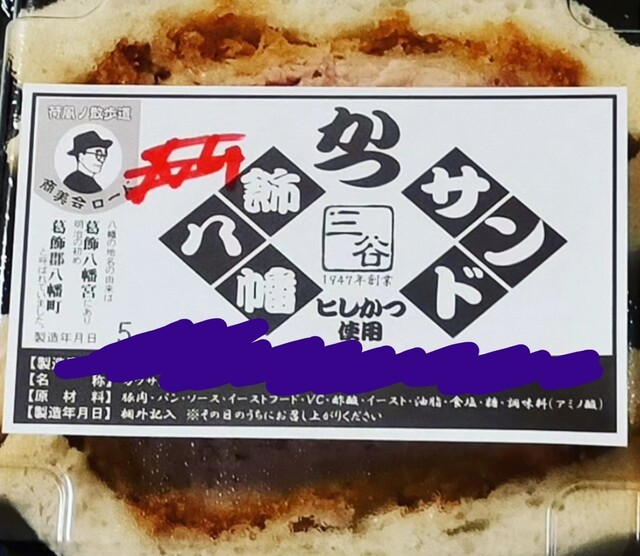 荷風ノ散歩道
商美会ロード
八幡の地名の由来は
葛飾八幡宮にあり
明治の初め
葛飾郡八幡町
と呼ばれていました。
製造年月日 5
かつ
サンド
葛飾
八幡
三谷
1947年創業
ヒレかつ
使用
【製造
【名 称】カツサ
【原 材 料】豚肉・パン・ソース・イーストフード・VC・酢酸・イースト・油脂・食塩・糖・調味料(アミノ酸)
【製造年月日】欄外記入 ※その日のうちにお召し上がりください